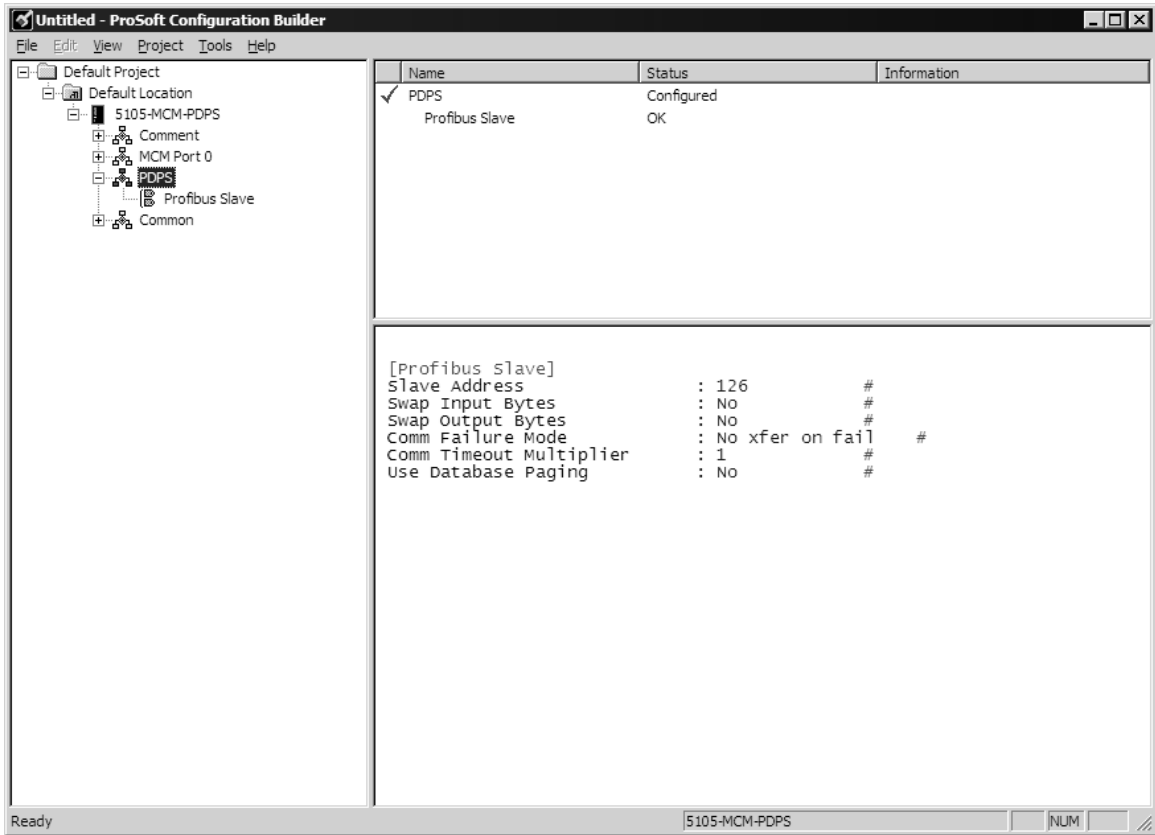 Untitled - ProSoft Configuration Builder
File Edit View Project Tools Help
Default Project
Default Location
5105-MCM-PDPS
Comment
MCM Port 0
PDPS
Profibus Slave
Common
Name Status Information
PDPS Configured
Profibus Slave OK
[Profibus Slave]
Slave Address : 126 #
Swap Input Bytes : No #
Swap Output Bytes : No #
Comm Failure Mode : No xfer on fail #
Comm Timeout Multiplier : 1 #
Use Database Paging : No #
Ready 5105-MCM-PDPS NUM